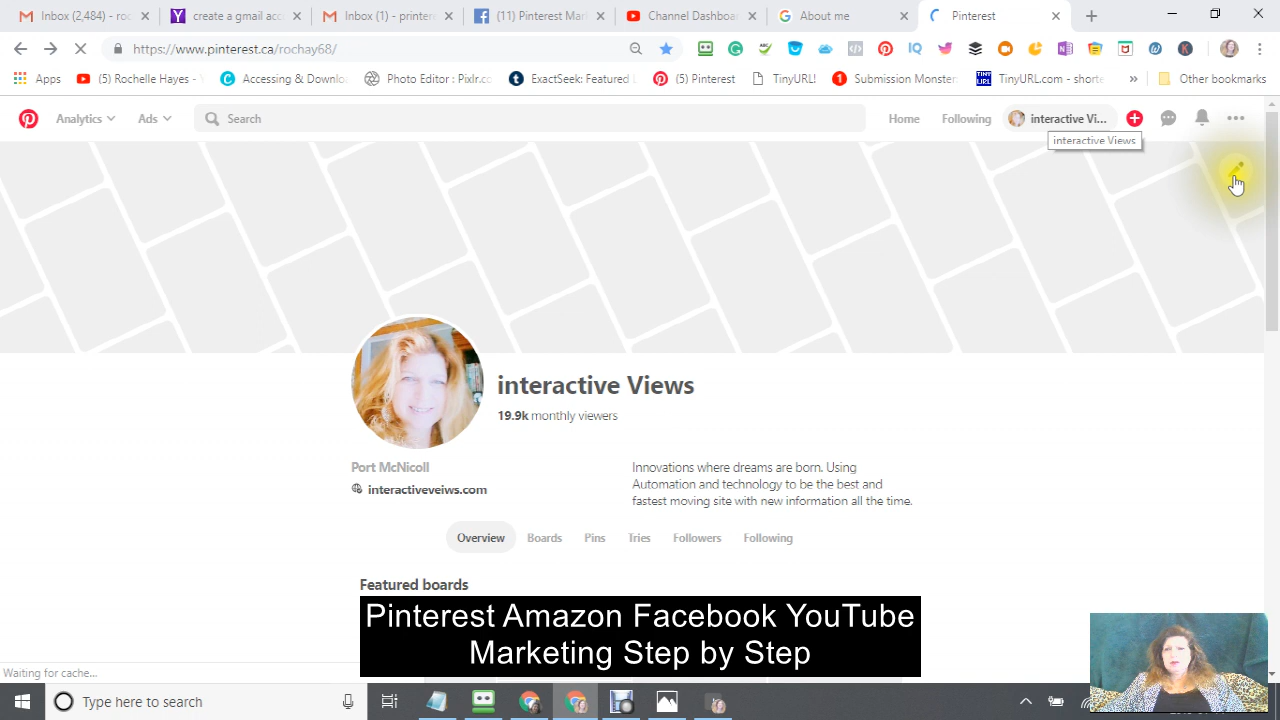 Inbox (2,484) - roc
create a gmail acc
Inbox (1) - printer
(11) Pinterest Mar
Channel Dashboar
About me
Pinterest
https://www.pinterest.ca/rochay68/
Apps
(5) Rochelle Hayes -
Accessing & Downlo
Photo Editor : Pixlr.co
ExactSeek: Featured
(5) Pinterest
TinyURL!
Submission Monster
TinyURL.com - shorte
Other bookmarks
Analytics
Ads
Search
Home
Following
interactive Vi...
interactive Views
interactive Views
19.9k monthly viewers
Port McNicoll
interactiveveiws.com
Innovations where dreams are born. Using
Automation and technology to be the best and
fastest moving site with new information all the time.
Overview
Boards
Pins
Tries
Followers
Following
Featured boards
Pinterest Amazon Facebook YouTube
Marketing Step by Step
Waiting for cache...
Type here to search